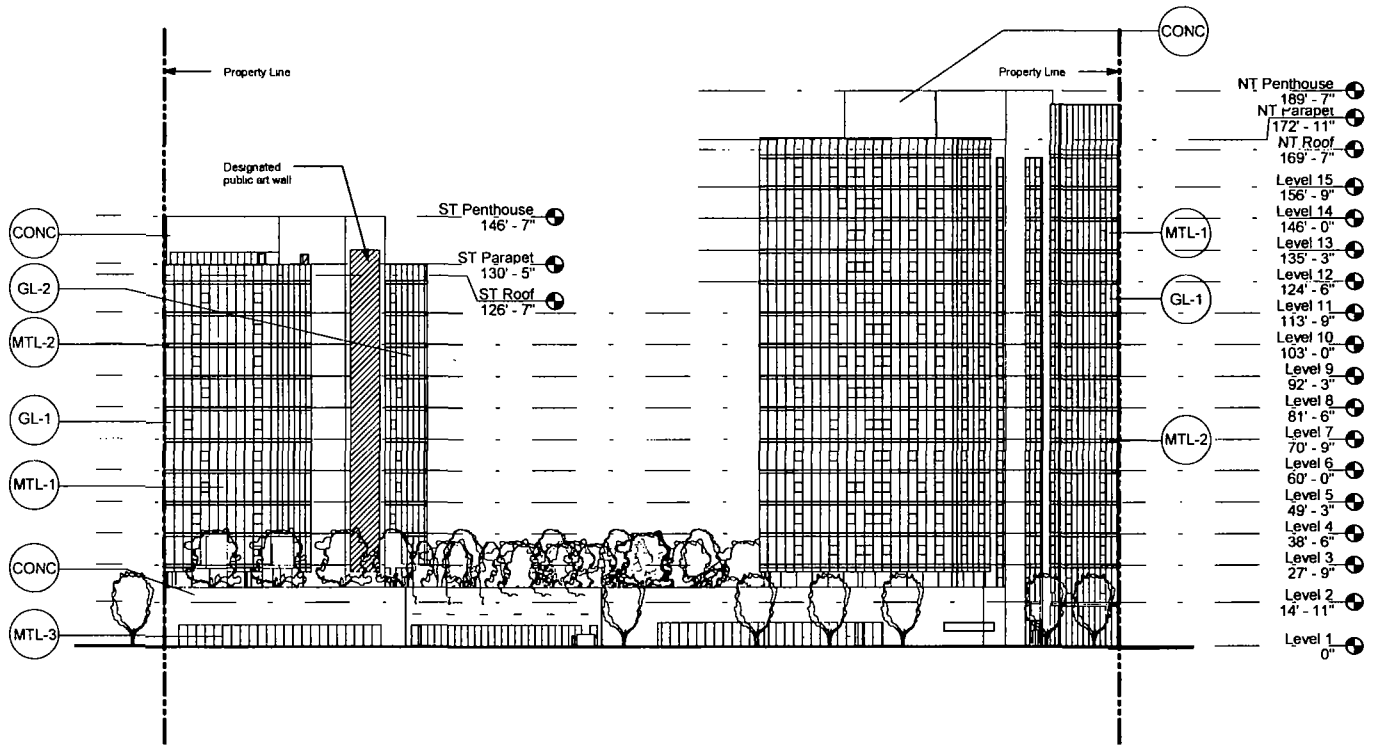 CONC
Property Line
Property Line
NT Penthouse
189' - 7"
NT Parapet
172' - 11"
NT Roof
169' - 7"
Designated
public art wall
Level 15
156' - 9"
ST Penthouse
146' - 7"
Level 14
146' - 0"
CONC
MTL-1
Level 13
135' - 3"
ST Parapet
130' - 5"
Level 12
124' - 6"
GL-2
ST Roof
126' - 7"
GL-1
Level 11
113' - 9"
MTL-2
Level 10
103' - 0"
Level 9
92' - 3"
Level 8
81' - 6"
GL-1
Level 7
70' - 9"
MTL-2
Level 6
60' - 0"
MTL-1
Level 5
49' - 3"
Level 4
38' - 6"
CONC
Level 3
27' - 9"
Level 2
14' - 11"
MTL-3
Level 1
0"